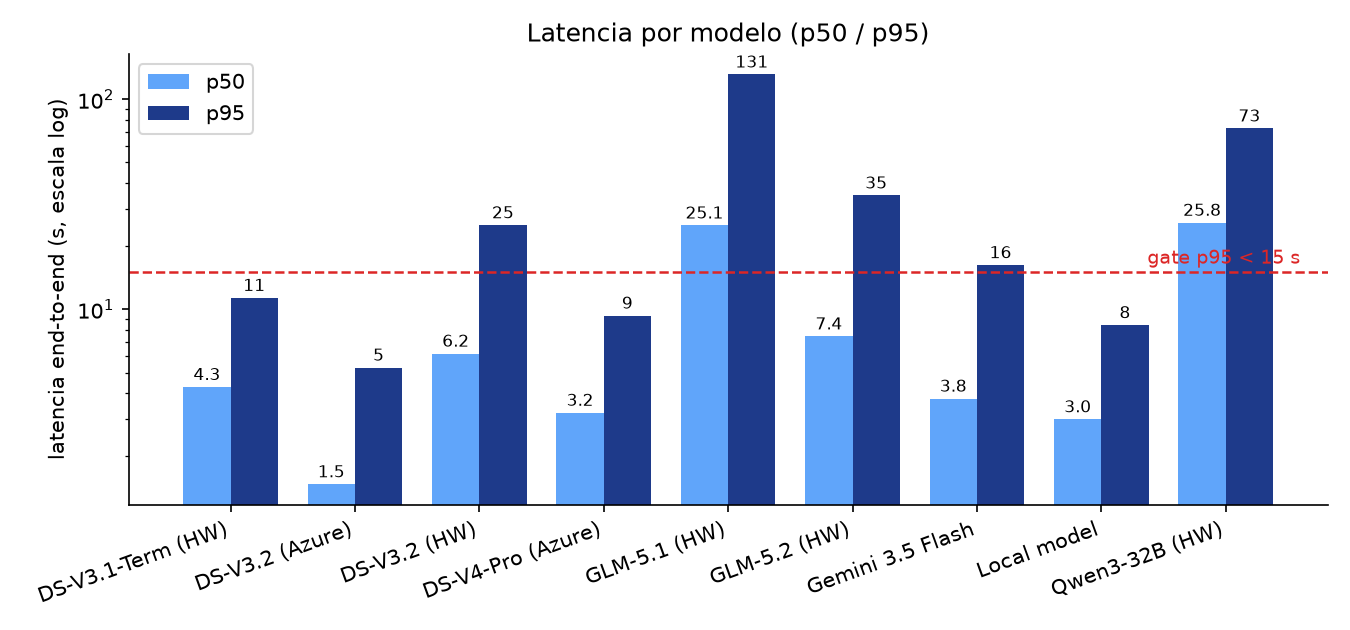 Latencia por modelo (p50 / p95)
p50
p95
latencia end-to-end (s, escala log)
10²
10¹
4.3
11
1.5
5
6.2
25
3.2
9
25.1
131
7.4
35
3.8
16
3.0
8
25.8
73
gate p95 < 15 s
DS-V3.1-Term (HW)
DS-V3.2 (Azure)
DS-V3.2 (HW)
DS-V4-Pro (Azure)
GLM-5.1 (HW)
GLM-5.2 (HW)
Gemini 3.5 Flash
Local model
Qwen3-32B (HW)